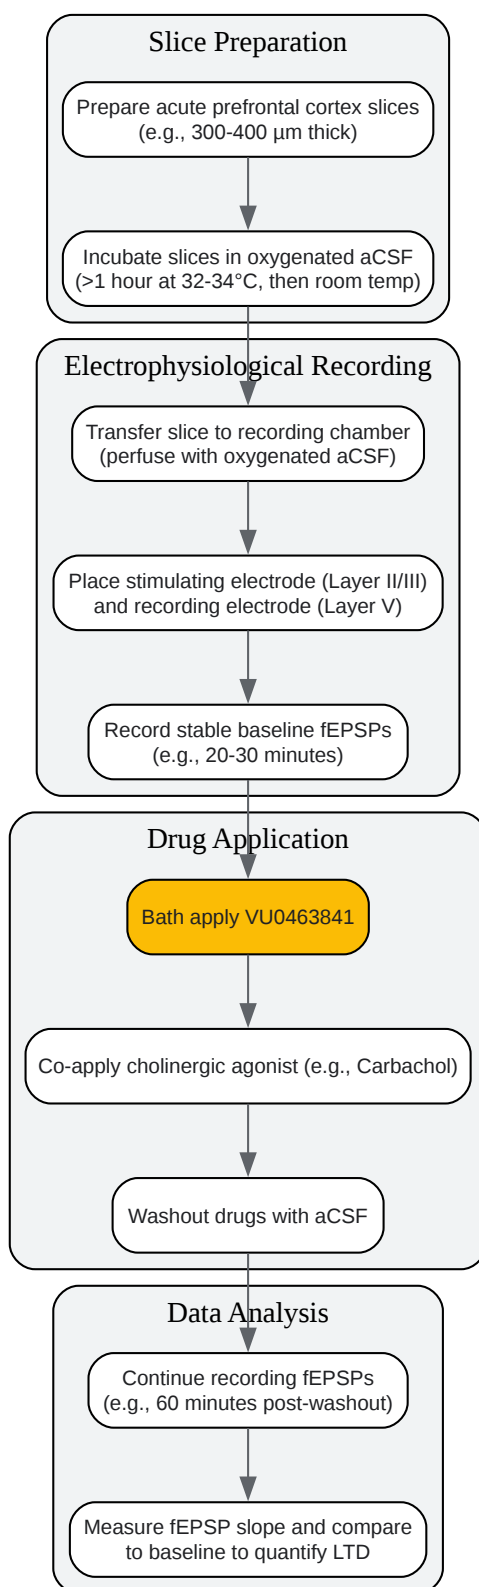 Slice Preparation
Prepare acute prefrontal cortex slices
(e.g., 300-400 µm thick)
Incubate slices in oxygenated aCSF
(>1 hour at 32-34°C, then room temp)
Electrophysiological Recording
Transfer slice to recording chamber
(perfuse with oxygenated aCSF)
Place stimulating electrode (Layer II/III)
and recording electrode (Layer V)
Record stable baseline fEPSPs
(e.g., 20-30 minutes)
Drug Application
Bath apply VU0463841
Co-apply cholinergic agonist (e.g., Carbachol)
Washout drugs with aCSF
Data Analysis
Continue recording fEPSPs
(e.g., 60 minutes post-washout)
Measure fEPSP slope and compare
to baseline to quantify LTD